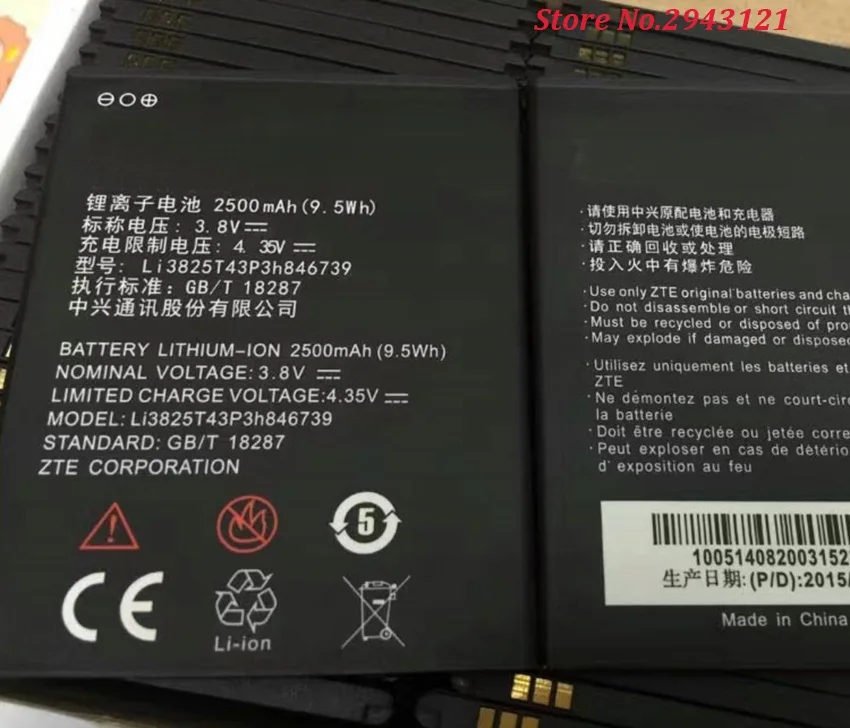 Store No.2943121
锂离子电池 2500mAh(9.5Wh)
标称电压: 3.8V
充电限制电压: 4.35V
型号: Li3825T43P3h846739
执行标准: GB/T 18287
中兴通讯股份有限公司
BATTERY LITHIUM-ION 2500mAh(9.5Wh)
NOMINAL VOLTAGE: 3.8V
LIMITED CHARGE VOLTAGE:4.35V
MODEL: Li3825T43P3h846739
STANDARD: GB/T 18287
ZTE CORPORATION
5
CE
Li-ion
·请使用中兴原配电池和充电器
·切勿拆卸电池或使电池的电极短路
·请正确回收或处理
·投入火中有爆炸危险
·Use only ZTE original batteries and cha
·Do not disassemble or short circuit t
·Must be recycled or disposed of pro
·May explode if damaged or dispose
·Utilisez uniquement les batteries et
ZTE
·Ne démontez pas et ne court-circ
la batterie
·Doit être recyclée ou jetée corre
·Peut exploser en cas de détério
d' exposition au feu
100514082003152
生产日期:(P/D):2015/
Made in China